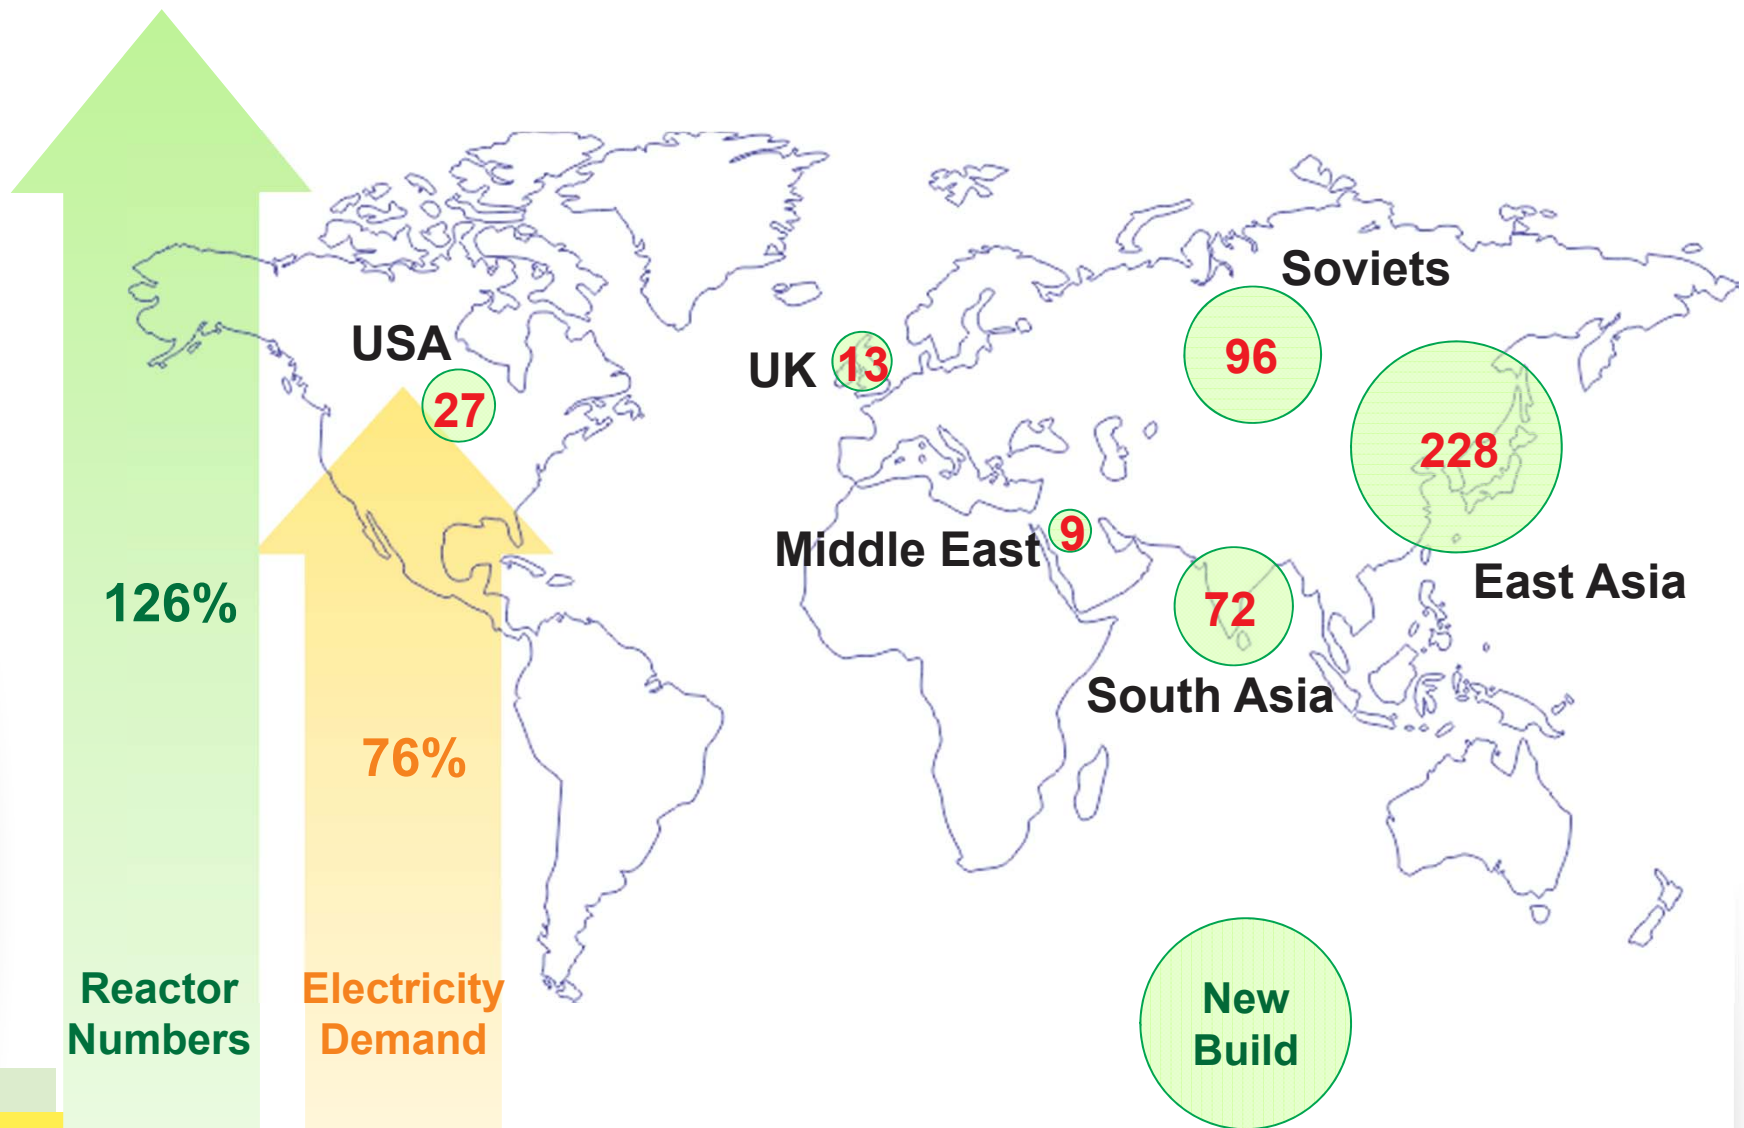 Soviets
96
USA
27
UK
13
228
East Asia
Middle East
9
72
South Asia
126%
76%
Reactor
Numbers
Electricity
Demand
New
Build